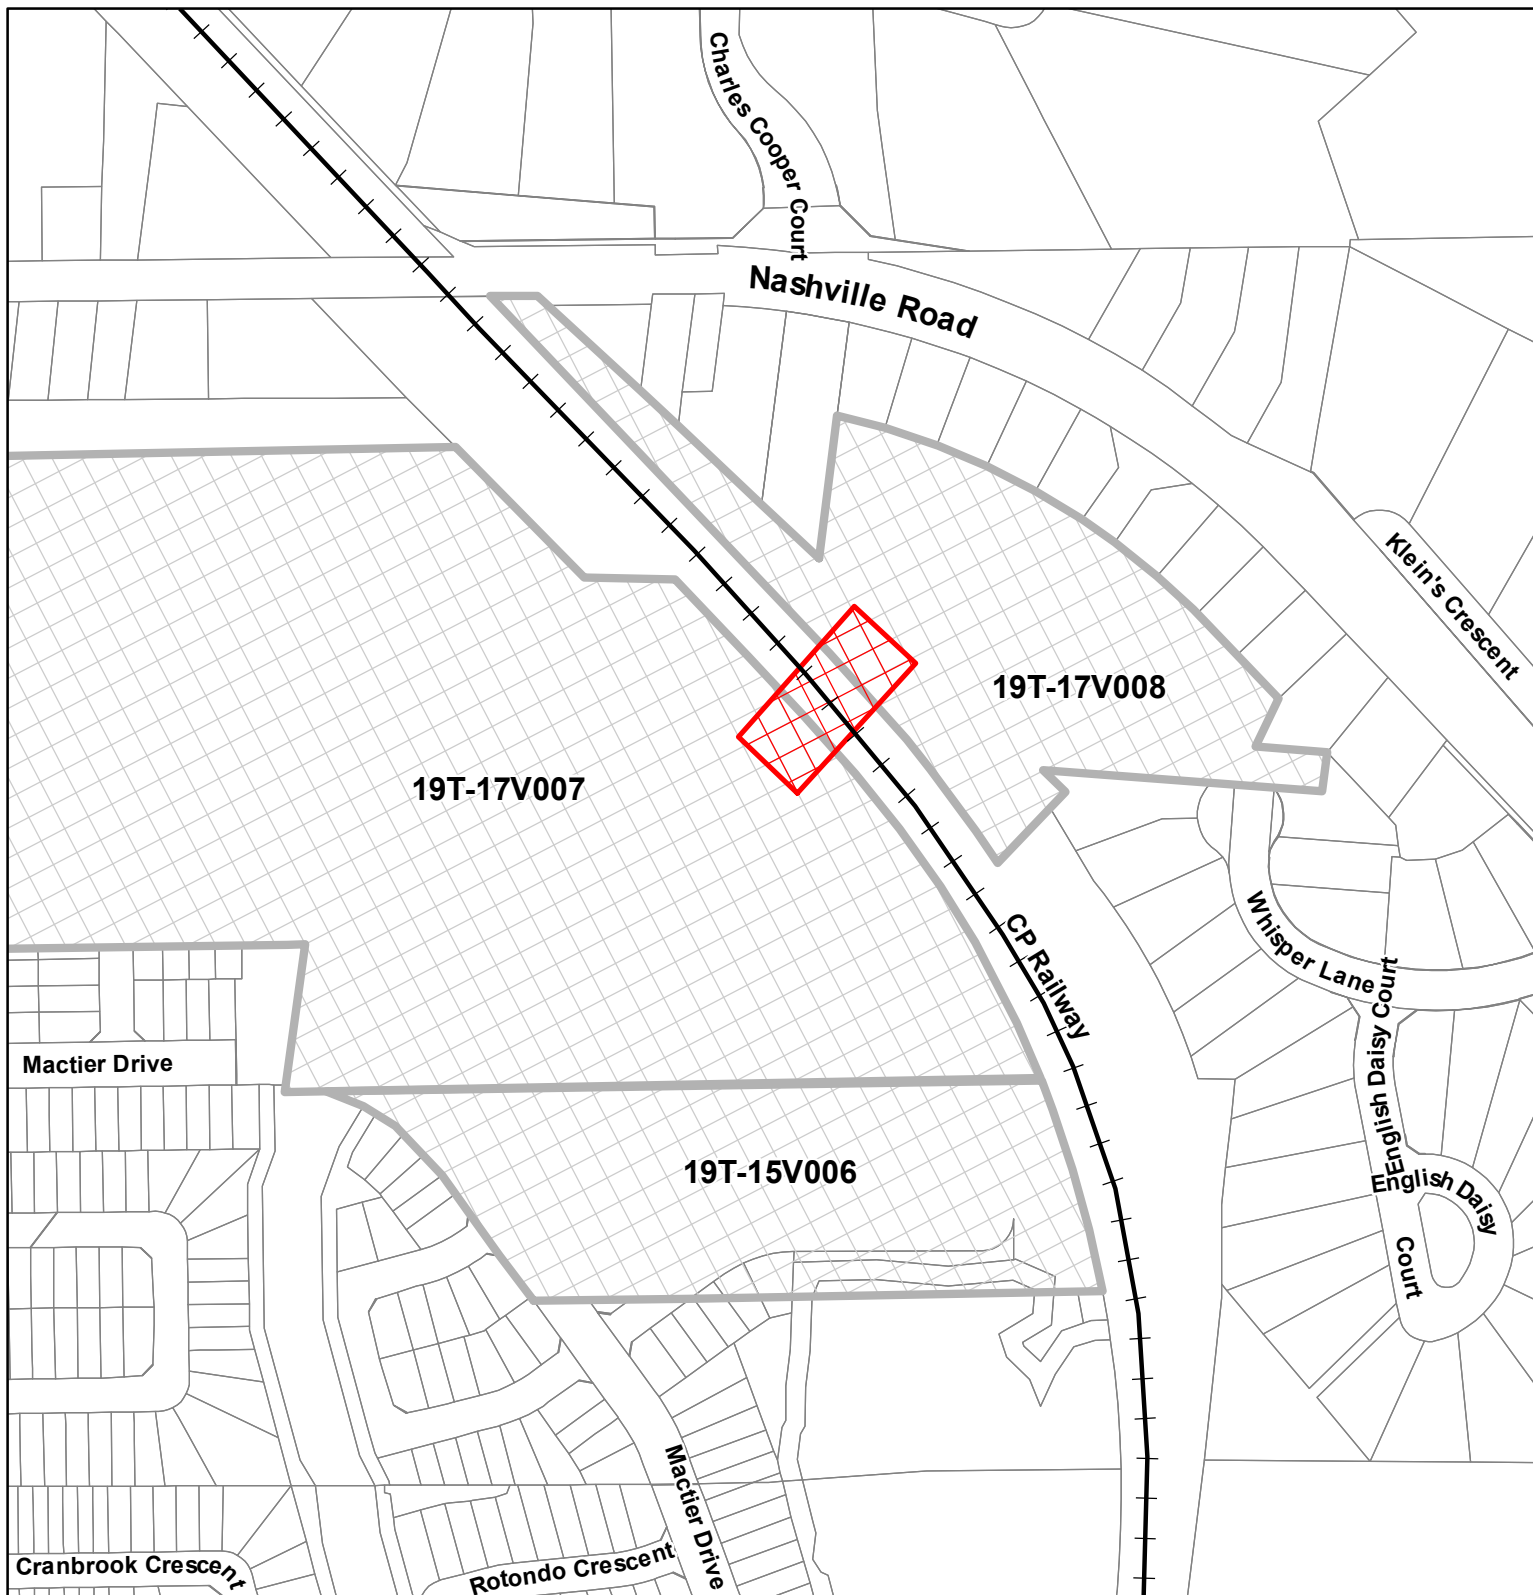 Charles Cooper Court
Nashville Road
Klein's Crescent
19T-17V008
19T-17V007
CP Railway
Whisper Lane
English Daisy Court
Mactier Drive
19T-15V006
English Daisy
Court
Mactier Drive
Cranbrook Crescent
Rotondo Crescent